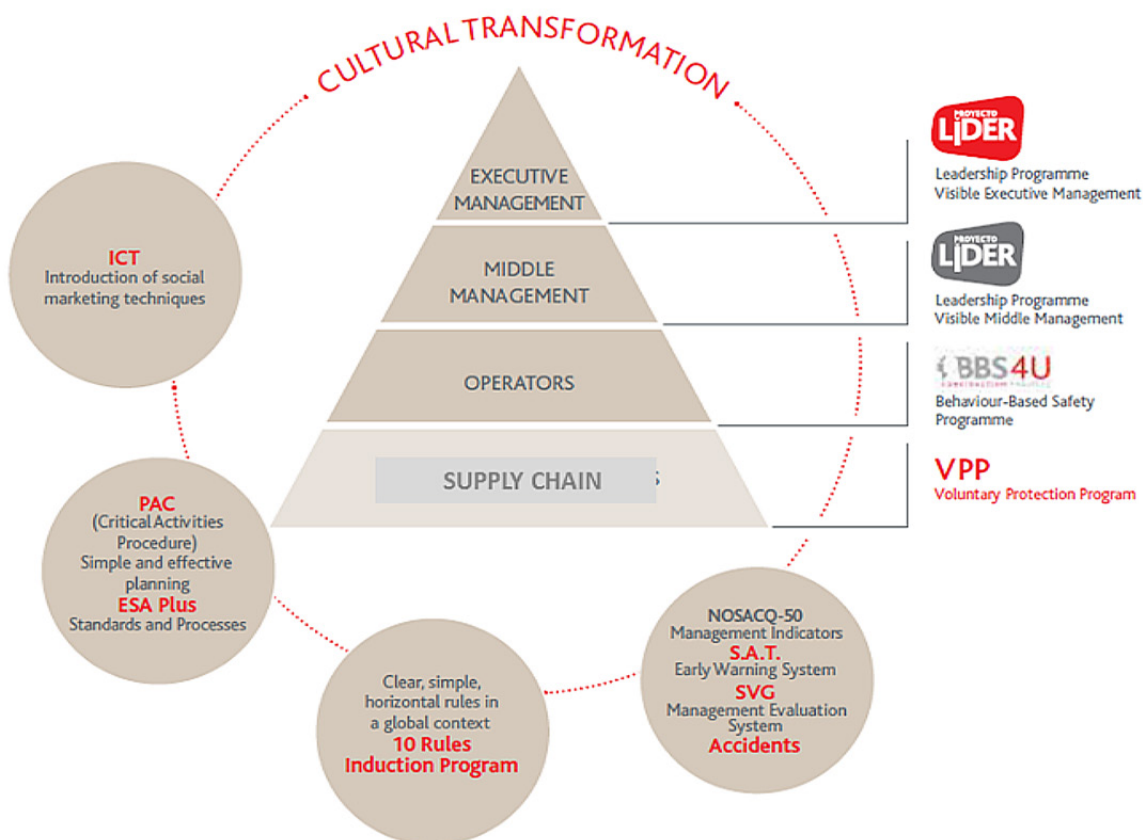 CULTURAL TRANSFORMATION
EXECUTIVE
MANAGEMENT
MIDDLE
MANAGEMENT
OPERATORS
SUPPLY CHAIN
PROYECTO
LiDER
Leadership Programme
Visible Executive Management
PROYECTO
LiDER
Leadership Programme
Visible Middle Management
BBS4U
Behaviour-Based Safety
Programme
VPP
Voluntary Protection Program
ICT
Introduction of social
marketing techniques
PAC
(Critical Activities
Procedure)
Simple and effective
planning
ESA Plus
Standards and Processes
Clear, simple,
horizontal rules in
a global context
10 Rules
Induction Program
NOSACQ-50
Management Indicators
S.A.T.
Early Warning System
SVG
Management Evaluation
System
Accidents